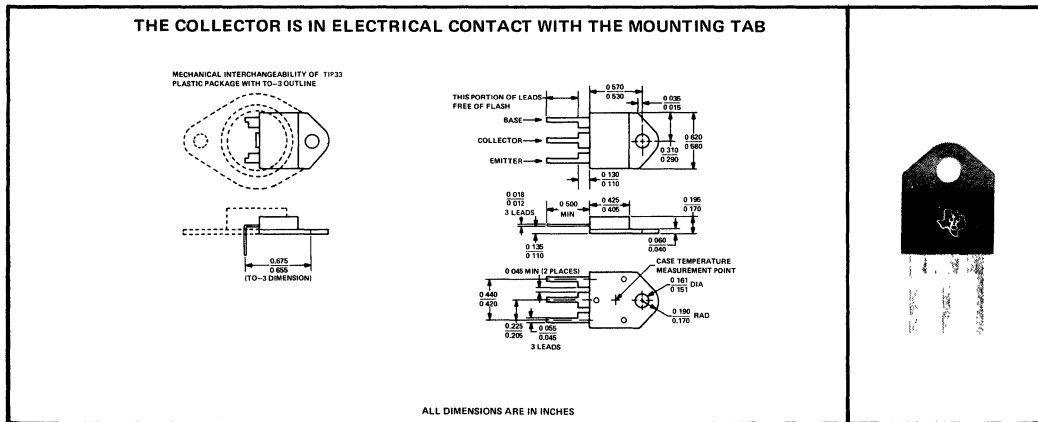 THE COLLECTOR IS IN ELECTRICAL CONTACT WITH THE MOUNTING TAB
MECHANICAL INTERCHANGEABILITY OF TIP33
PLASTIC PACKAGE WITH TO-3 OUTLINE
0.675
0 655
(TO-3 DIMENSION)
THIS PORTION OF LEADS
FREE OF FLASH
BASE
COLLECTOR
EMITTER
0 570
0 530
0 035
0 015
0 310
0 290
0 620
0 580
0 130
0 110
0 018
0 012
3 LEADS
0 500
MIN
0 425
0 405
0 195
0 170
0 135
0 110
0 060
0.040
CASE TEMPERATURE
MEASUREMENT POINT
0 045 MIN (2 PLACES)
0 161
0 151 DIA
0 440
0 420
0 190
0.170 RAD
0.225
0.205
0 055
0.045
3 LEADS
ALL DIMENSIONS ARE IN INCHES